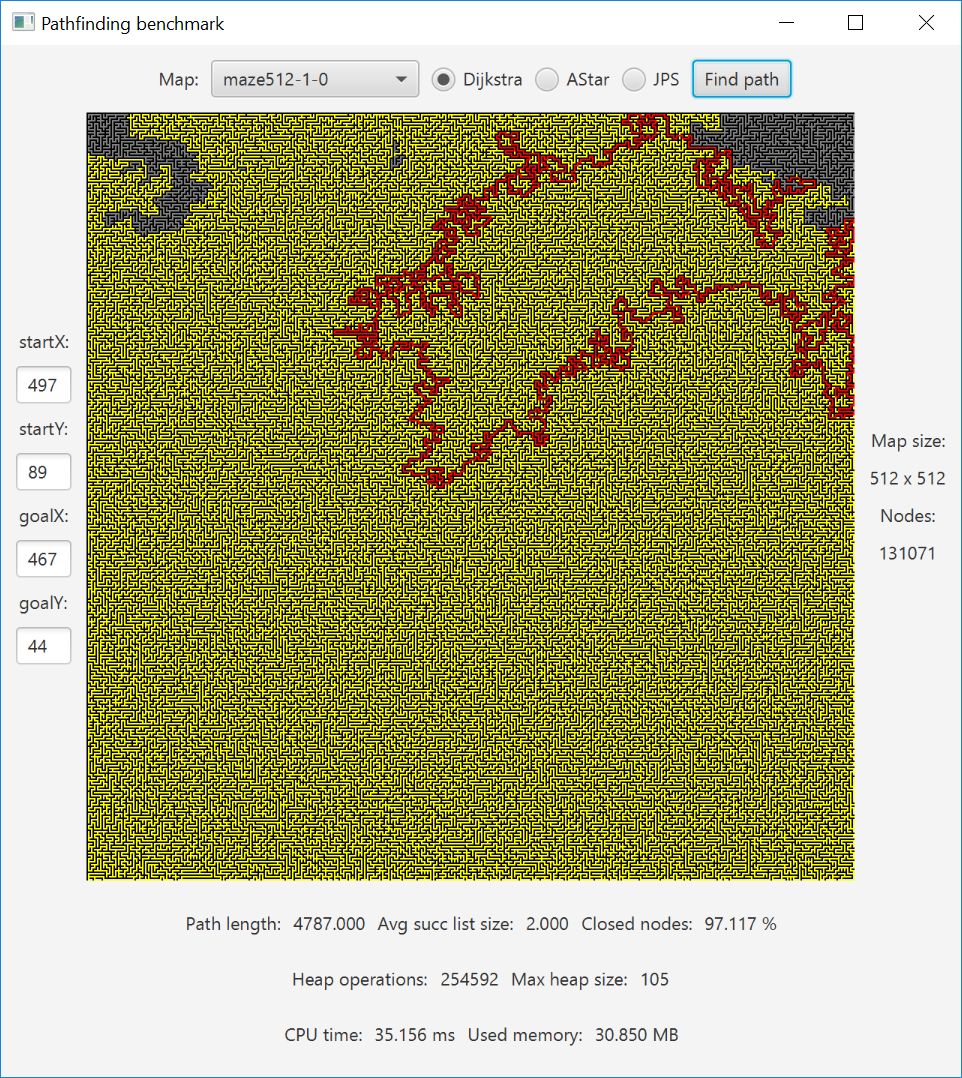 Pathfinding benchmark
Map: maze512-1-0 Dijkstra AStar JPS Find path
startX:
497
startY:
89
goalX:
467
goalY:
44
Map size:
512 x 512
Nodes:
131071
Path length: 4787.000 Avg succ list size: 2.000 Closed nodes: 97.117 %
Heap operations: 254592 Max heap size: 105
CPU time: 35.156 ms Used memory: 30.850 MB